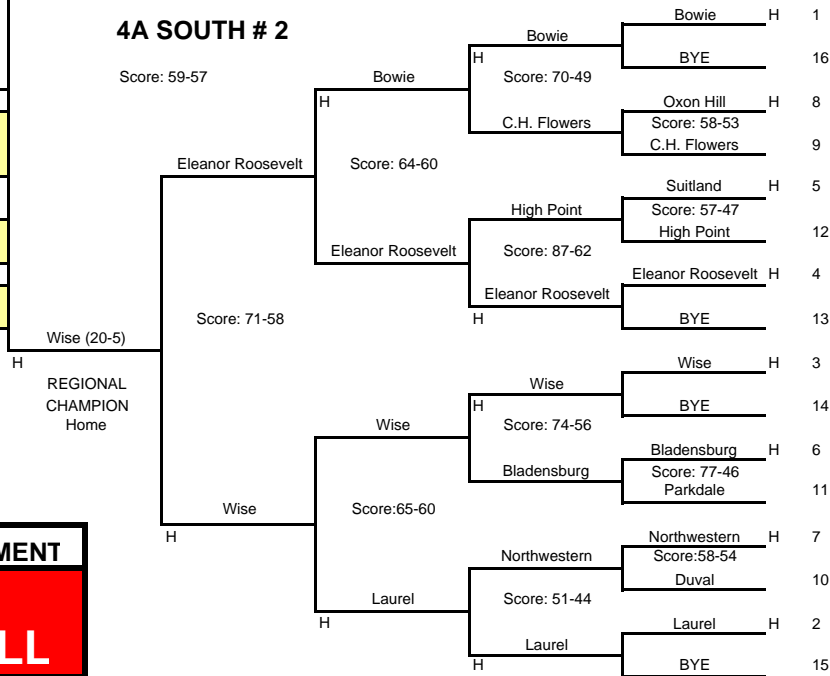 4A SOUTH # 2
Score: 59-57
Bowie H 1
Bowie
H
BYE 16
Score: 70-49
Bowie
H
Oxon Hill H 8
Score: 58-53
C.H. Flowers
C.H. Flowers 9
Eleanor Roosevelt
Score: 64-60
Suitland H 5
High Point
Score: 57-47
High Point 12
Eleanor Roosevelt
Score: 87-62
Eleanor Roosevelt H 4
Eleanor Roosevelt
H
BYE 13
Score: 71-58
Wise (20-5)
H
REGIONAL
CHAMPION
Home
Wise H 3
Wise
H
BYE 14
Wise
Score: 74-56
Bladensburg H 6
Bladensburg
Score: 77-46
Parkdale 11
Wise
H
Score:65-60
Northwestern H 7
Northwestern
Score:58-54
Duval 10
Laurel
H
Score: 51-44
Laurel H 2
Laurel
H
BYE 15
MENT
LL